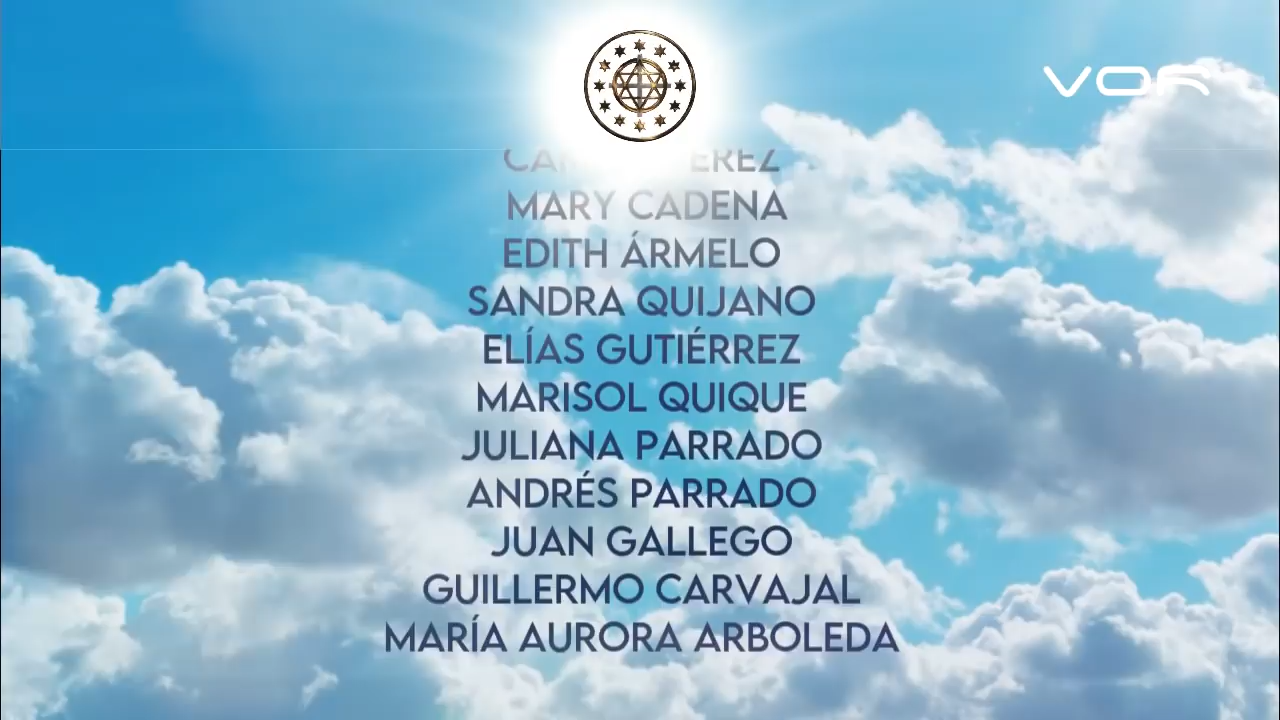 VOR
MARY CADENA
EDITH ÁRMELO
SANDRA QUIJANO
ELÍAS GUTIÉRREZ
MARISOL QUIQUE
JULIANA PARRADO
ANDRÉS PARRADO
JUAN GALLEGO
GUILLERMO CARVAJAL
MARÍA AURORA ARBOLEDA